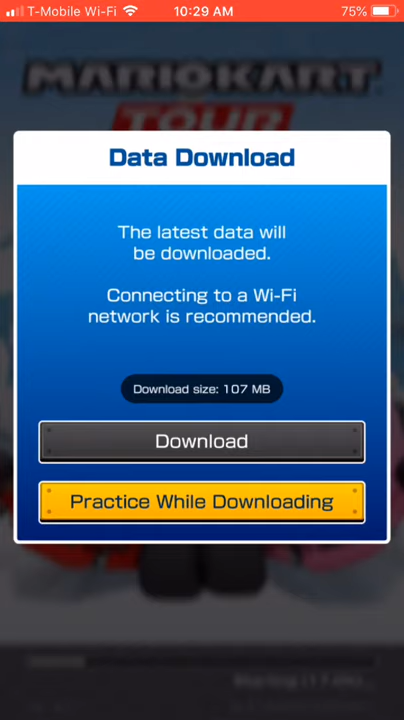 T-Mobile Wi-Fi 10:29 AM 75%
MARIOKART
TOUR
Data Download
The latest data will
be downloaded.
Connecting to a Wi-Fi
network is recommended.
Download size: 107 MB
Download
Practice While Downloading